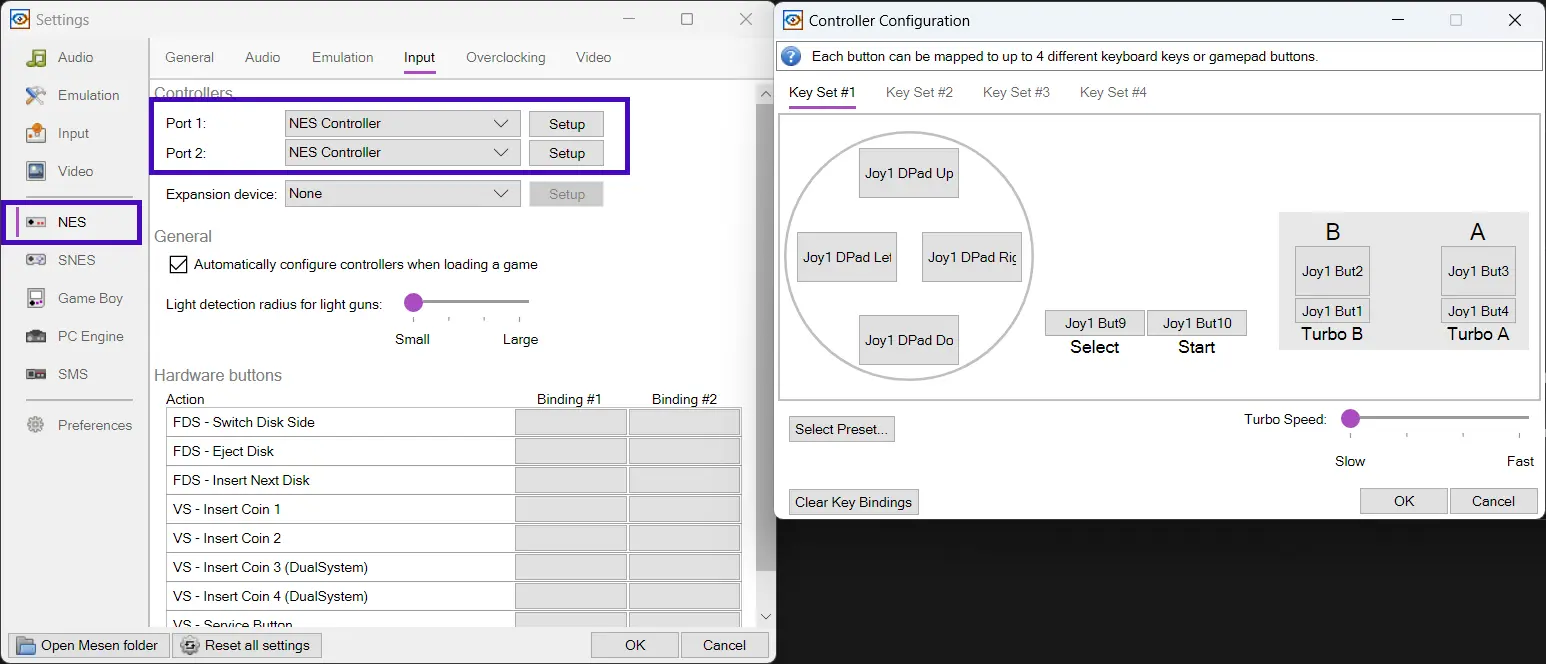 Settings
Audio
Emulation
Input
Video
NES
SNES
Game Boy
PC Engine
SMS
Preferences
General Audio Emulation Input Overclocking Video
Controllers
Port 1: NES Controller Setup
Port 2: NES Controller Setup
Expansion device: None Setup
General
Automatically configure controllers when loading a game
Light detection radius for light guns:
Small Large
Hardware buttons
Action Binding #1 Binding #2
FDS - Switch Disk Side
FDS - Eject Disk
FDS - Insert Next Disk
VS - Insert Coin 1
VS - Insert Coin 2
VS - Insert Coin 3 (DualSystem)
VS - Insert Coin 4 (DualSystem)
VS - Service Button
Open Mesen folder Reset all settings OK Cancel
Controller Configuration
Each button can be mapped to up to 4 different keyboard keys or gamepad buttons.
Key Set #1 Key Set #2 Key Set #3 Key Set #4
Joy1 DPad Up
Joy1 DPad Lef
Joy1 DPad Rig
Joy1 DPad Do
Joy1 But9 Joy1 But10
Select Start
B A
Joy1 But2 Joy1 But3
Joy1 But1 Joy1 But4
Turbo B Turbo A
Select Preset...
Turbo Speed:
Slow Fast
Clear Key Bindings OK Cancel